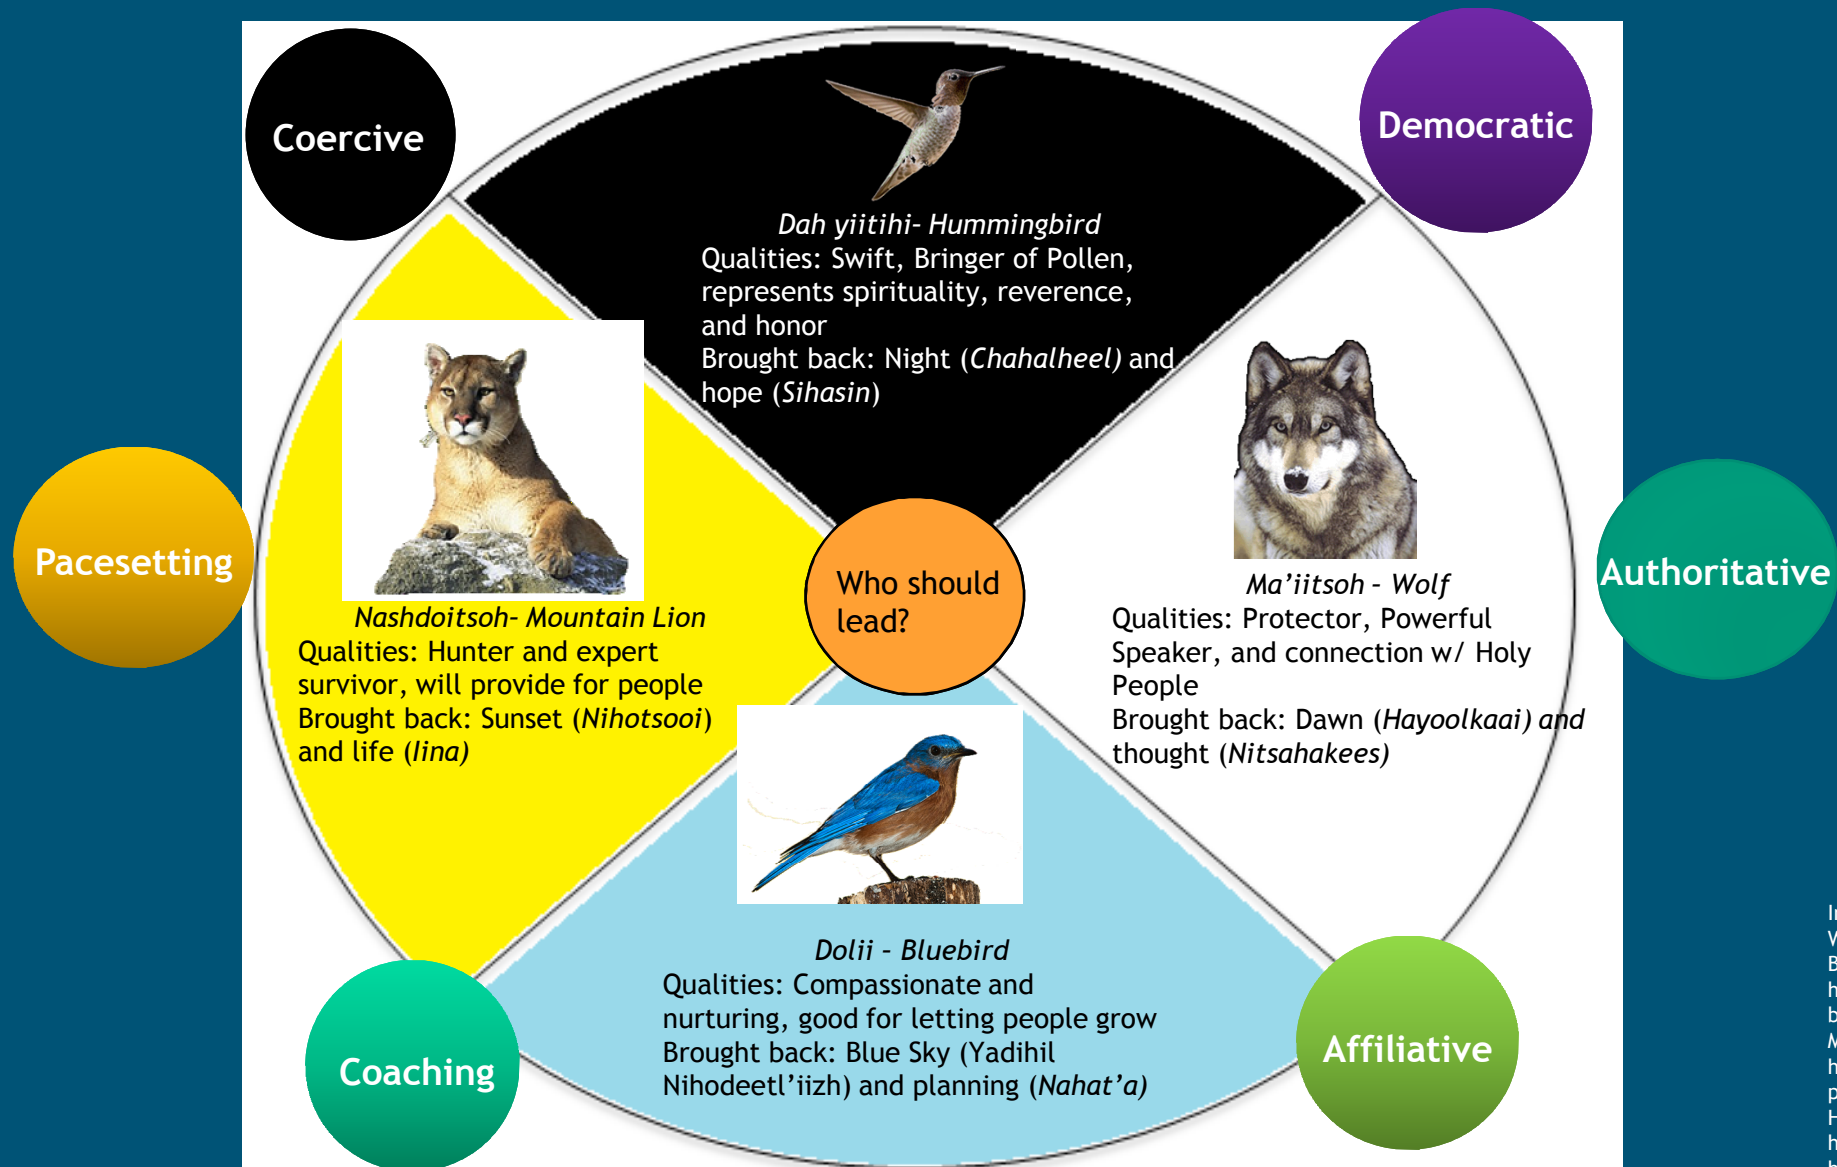 Coercive
Democratic
Dah yiitihi- Hummingbird
Qualities: Swift, Bringer of Pollen,
represents spirituality, reverence,
and honor
Brought back: Night (Chahalheel) and
hope (Sihasin)
Pacesetting
Nashdoitsoh- Mountain Lion
Qualities: Hunter and expert
survivor, will provide for people
Brought back: Sunset (Nihotsooi)
and life (Iina)
Who should
lead?
Ma’iitsoh - Wolf
Qualities: Protector, Powerful
Speaker, and connection w/ Holy
People
Brought back: Dawn (Hayoolkaai) and
thought (Nitsahakees)
Authoritative
Dolii - Bluebird
Qualities: Compassionate and
nurturing, good for letting people grow
Brought back: Blue Sky (Yadihil
Nihodeetl’iizh) and planning (Nahat’a)
Coaching
Affiliative